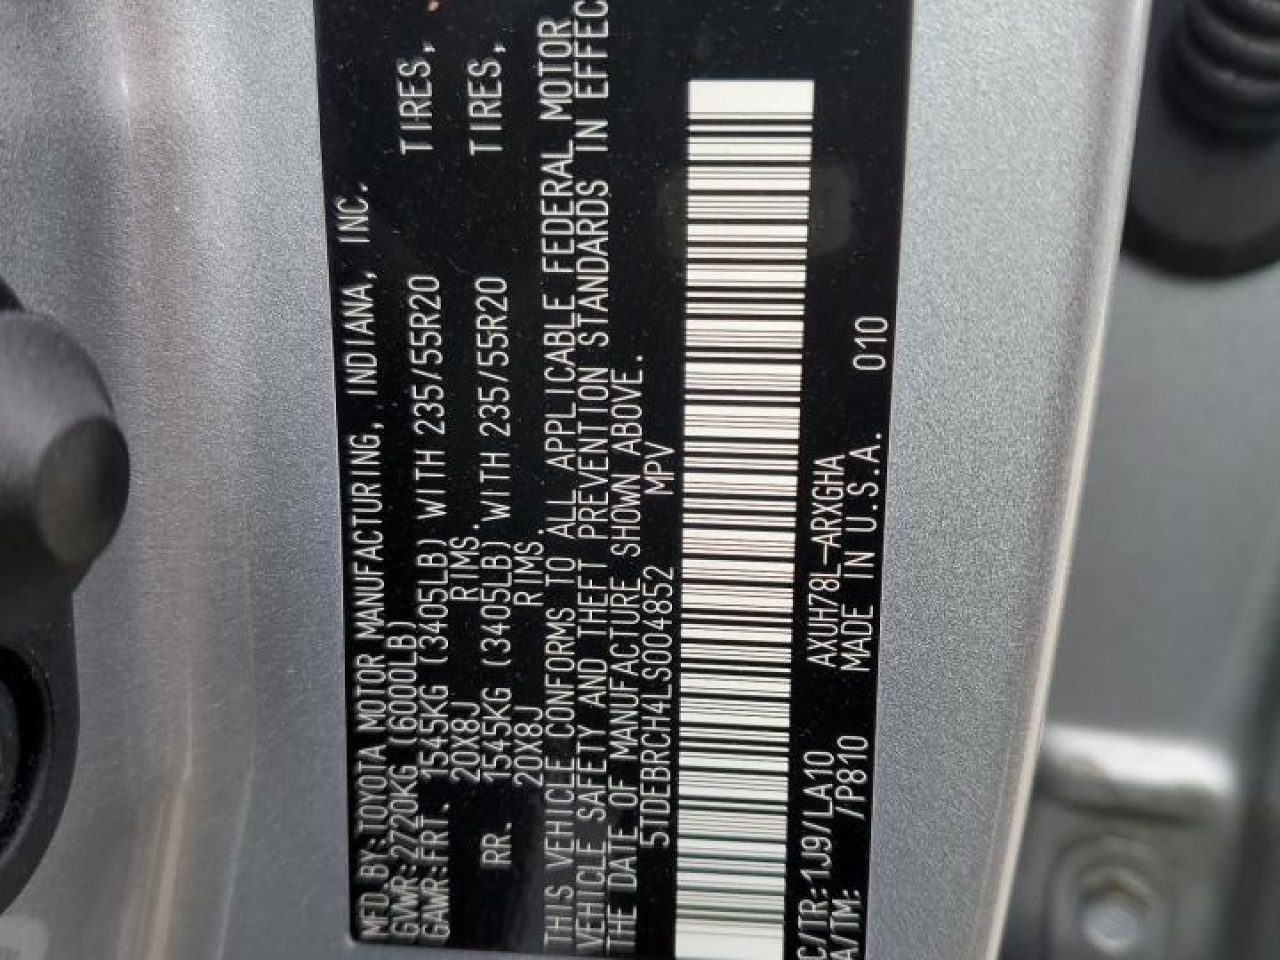 MFD.BY:TOYOTA MOTOR MANUFACTURING, INDIANA, INC.
GVWR:2720KG(6000LB)
GAWR:FRT. 1545KG (3405LB) WITH 235/55R20 TIRES,
20X8J RIMS.
RR. 1545KG (3405LB) WITH 235/55R20 TIRES,
20X8J RIMS.
THIS VEHICLE CONFORMS TO ALL APPLICABLE FEDERAL MOTOR
VEHICLE SAFETY AND THEFT PREVENTION STANDARDS IN EFFEC
THE DATE OF MANUFACTURE SHOWN ABOVE.
5TDEBRCH4LS004852 MPV
C/TR:1J9/LA10 AXUH78L-ARXGHA
A/TM: /P810 MADE IN U.S.A. 010